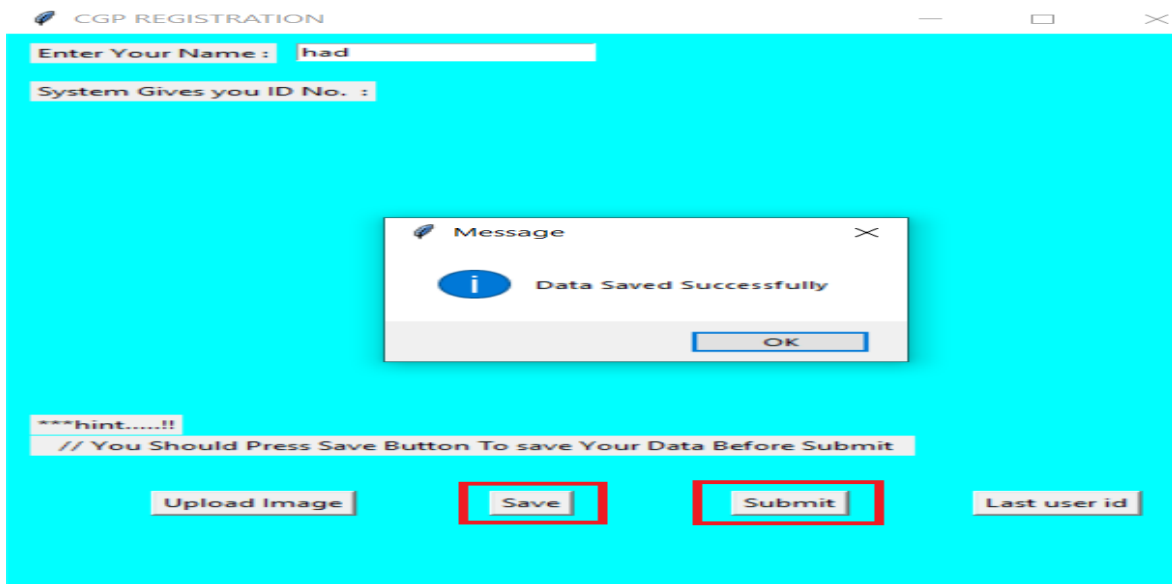 CGP REGISTRATION
Enter Your Name :
had
System Gives you ID No. :
Message
i
Data Saved Successfully
OK
***hint.....!!
// You Should Press Save Button To save Your Data Before Submit
Upload Image
Save
Submit
Last user id